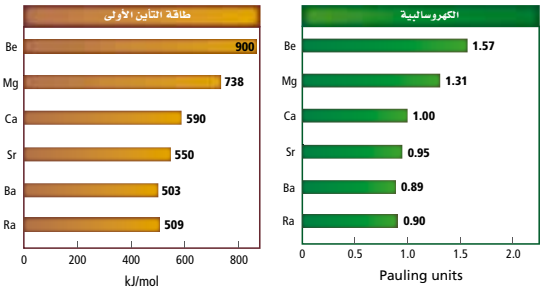 طاقة التأين الأولى
Be 900
Mg 738
Ca 590
Sr 550
Ba 503
Ra 509
0 200 400 600 800
kJ/mol
الكهروسالبية
Be 1.57
Mg 1.31
Ca 1.00
Sr 0.95
Ba 0.89
Ra 0.90
0 0.5 1.0 1.5 2.0
Pauling units